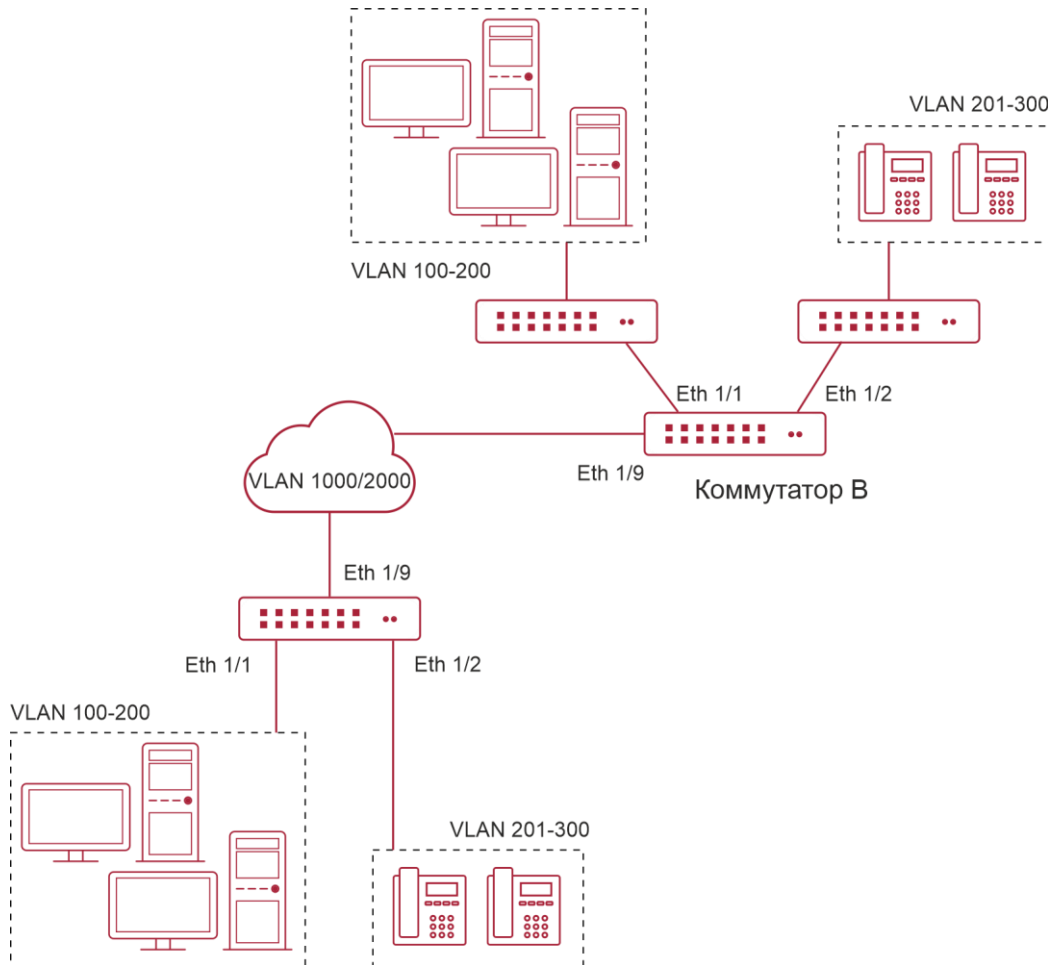 VLAN 201-300
VLAN 100-200
Eth 1/1
Eth 1/2
VLAN 1000/2000
Eth 1/9
Коммутатор В
Eth 1/9
Eth 1/1
Eth 1/2
VLAN 100-200
VLAN 201-300